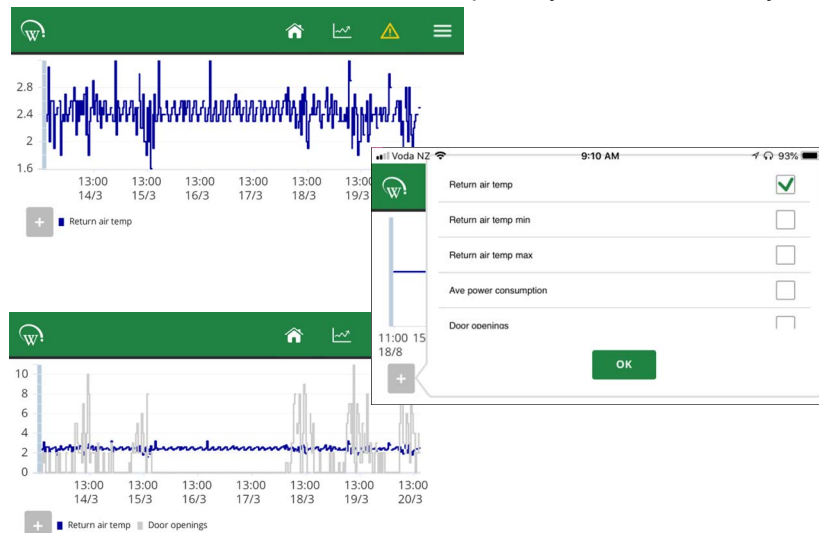 W
2.8
2.4
2
1.6
13:00 13:00 13:00 13:00 13:00
14/3 15/3 16/3 17/3 18/3 19/3
+ Return air temp
Voda NZ 9:10 AM 93%
W
Return air temp
Return air temp min
Return air temp max
Ave power consumption
Door openings
OK
11:00 15
18/8
+
W
10
8
6
4
2
0
13:00 13:00 13:00 13:00 13:00 13:00 13:00
14/3 15/3 16/3 17/3 18/3 19/3 20/3
+ Return air temp Door openings